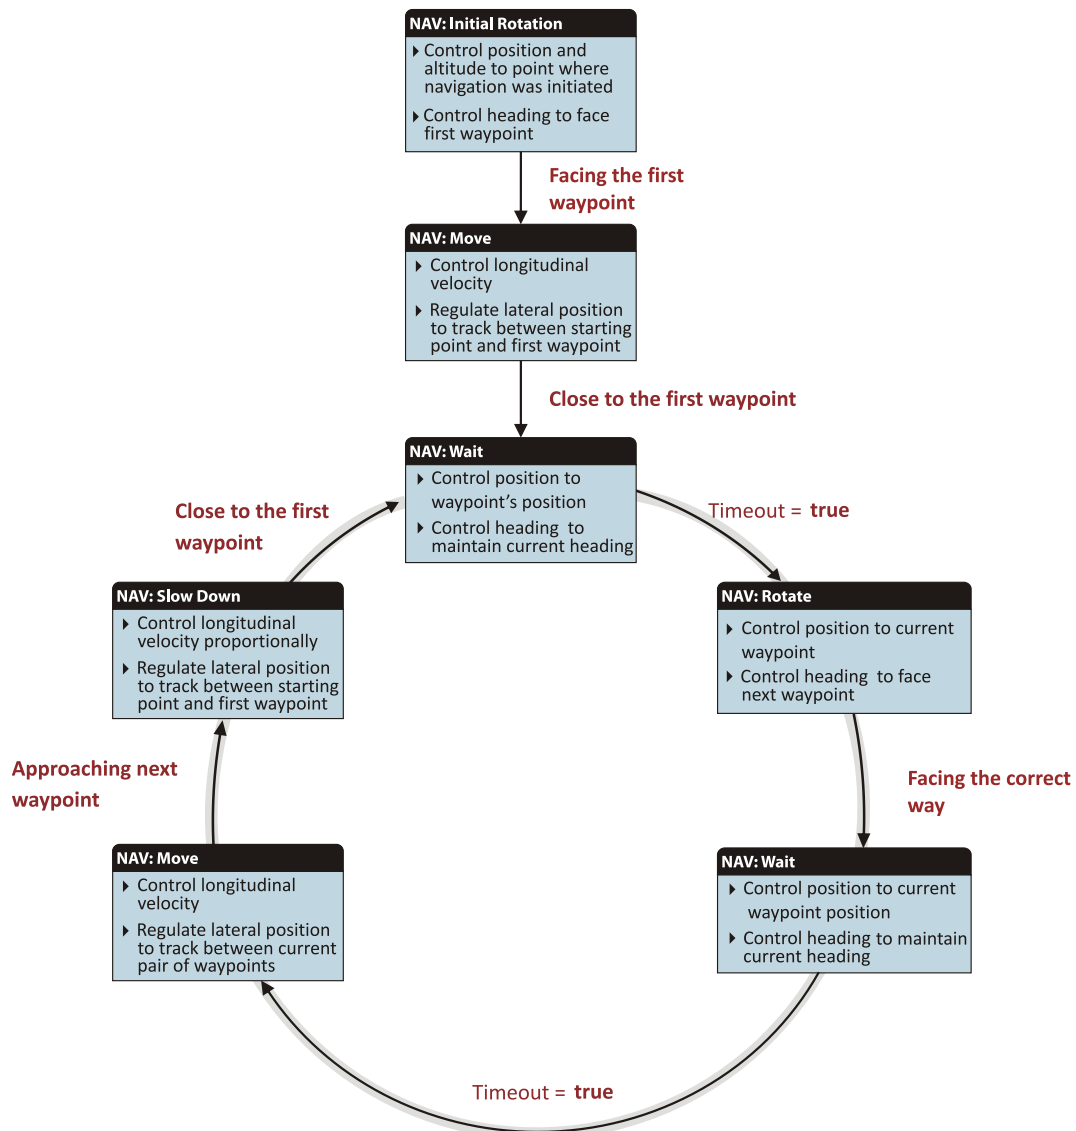 NAV: Initial Rotation
Control position and
altitude to point where
navigation was initiated
Control heading to face
first waypoint
Facing the first
waypoint
NAV: Move
Control longitudinal
velocity
Regulate lateral position
to track between starting
point and first waypoint
Close to the first waypoint
NAV: Wait
Control position to
waypoint's position
Control heading to
maintain current heading
Timeout = true
NAV: Rotate
Control position to current
waypoint
Control heading to face
next waypoint
Facing the correct
way
NAV: Wait
Control position to current
waypoint position
Control heading to maintain
current heading
Timeout = true
NAV: Move
Control longitudinal
velocity
Regulate lateral position
to track between current
pair of waypoints
Approaching next
waypoint
NAV: Slow Down
Control longitudinal
velocity proportionally
Regulate lateral position
to track between starting
point and first waypoint
Close to the first
waypoint